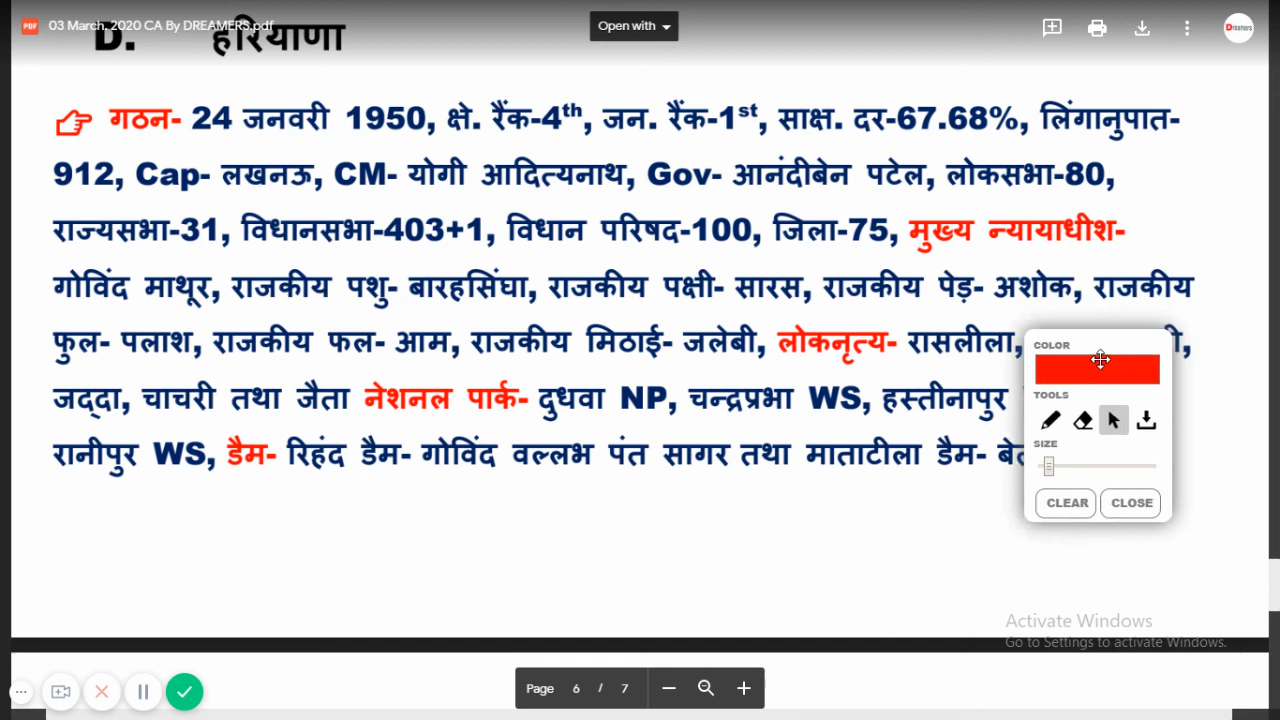 03 March. 2020 CA By DREAMERS.pdf
Open with
Dreamers
D. हरियाणा
गठन- 24 जनवरी 1950, क्षे. रैंक-4th, जन. रैंक-1st, साक्ष. दर-67.68%, लिंगानुपात-
912, Cap- लखनऊ, CM- योगी आदित्यनाथ, Gov- आनंदीबेन पटेल, लोकसभा-80,
राज्यसभा-31, विधानसभा-403+1, विधान परिषद-100, जिला-75, मुख्य न्यायाधीश-
गोविंद माथूर, राजकीय पशु- बारहसिंघा, राजकीय पक्षी- सारस, राजकीय पेड़- अशोक, राजकीय
फुल- पलाश, राजकीय फल- आम, राजकीय मिठाई- जलेबी, लोकनृत्य- रासलीला,
जद्दा, चाचरी तथा जैता नेशनल पार्क- दुधवा NP, चन्द्रप्रभा WS, हस्तीनापुर
रानीपुर WS, डैम- रिहंद डैम- गोविंद वल्लभ पंत सागर तथा माताटीला डैम-
COLOR
TOOLS
SIZE
CLEAR CLOSE
Activate Windows
Go to Settings to activate Windows.
Page 6 / 7